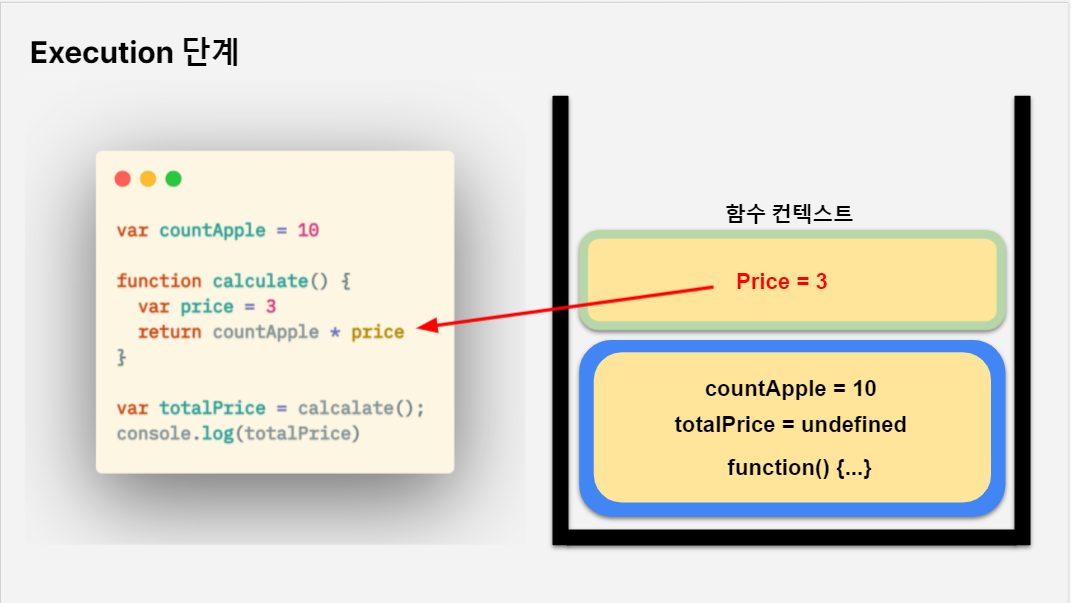 Execution 단계
var countApple = 10
function calculate() {
var price = 3
return countApple * price
}
var totalPrice = calcalate();
console.log(totalPrice)
함수 컨텍스트
Price = 3
countApple = 10
totalPrice = undefined
function() {...}